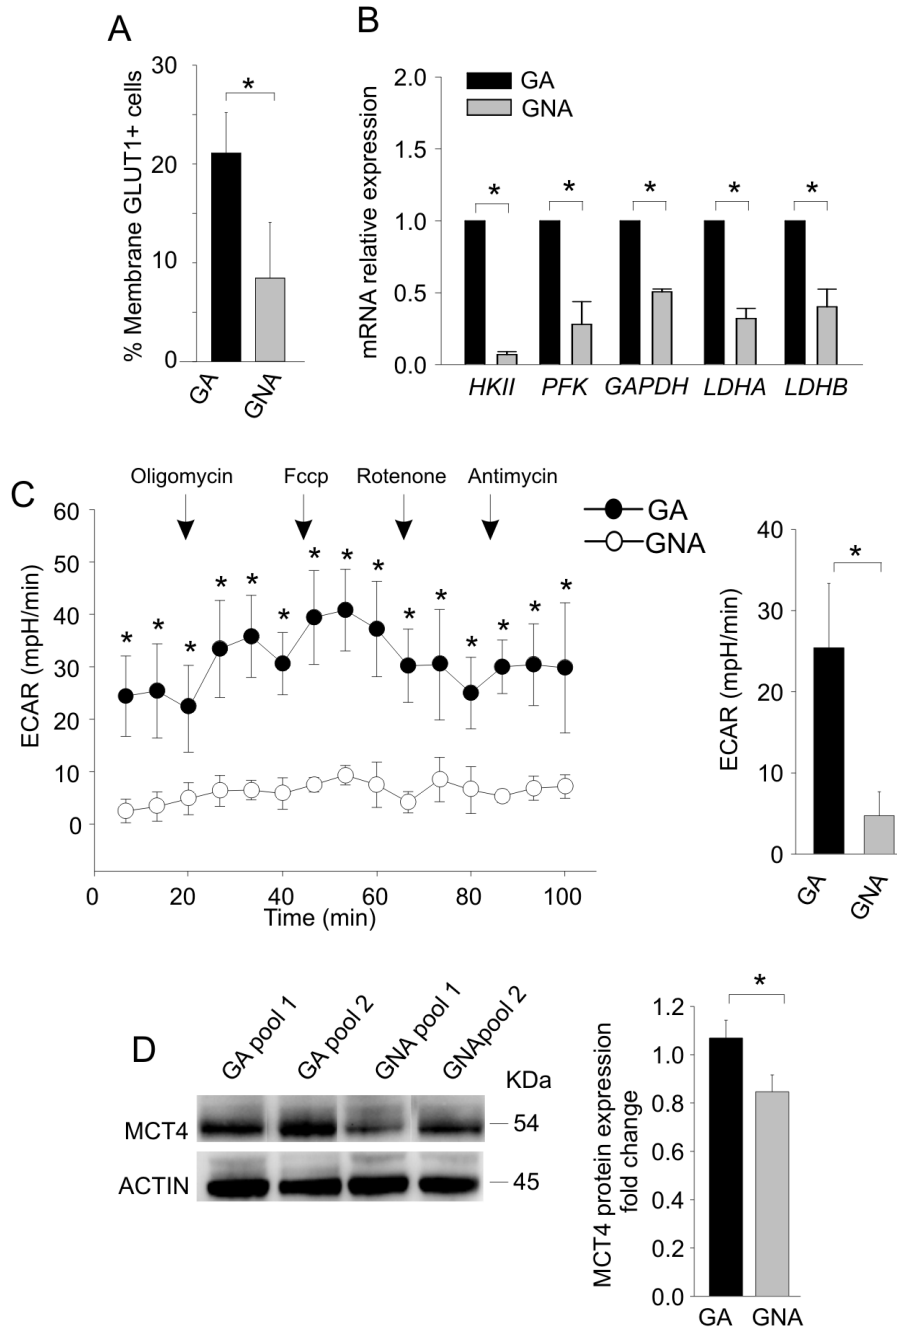 A
% Membrane GLUT1+ cells
30
20
10
0
*
GA
GNA
B
mRNA relative expression
2.0
1.5
1.0
0.5
0.0
GA
GNA
* * * * *
HKII PFK GAPDH LDHA LDHB
C
Oligomycin Fccp Rotenone Antimycin
ECAR (mpH/min)
60
50
40
30
20
10
0
* * * * * * * * * * * * * * *
0 20 40 60 80 100
Time (min)
GA
GNA
ECAR (mpH/min)
40
30
20
10
0
*
GA
GNA
D
GA pool 1
GA pool 2
GNA pool 1
GNApool 2
KDa
MCT4
54
ACTIN
45
MCT4 protein expression
fold change
1.2
1.0
0.8
0.6
0.4
0.2
0.0
*
GA GNA